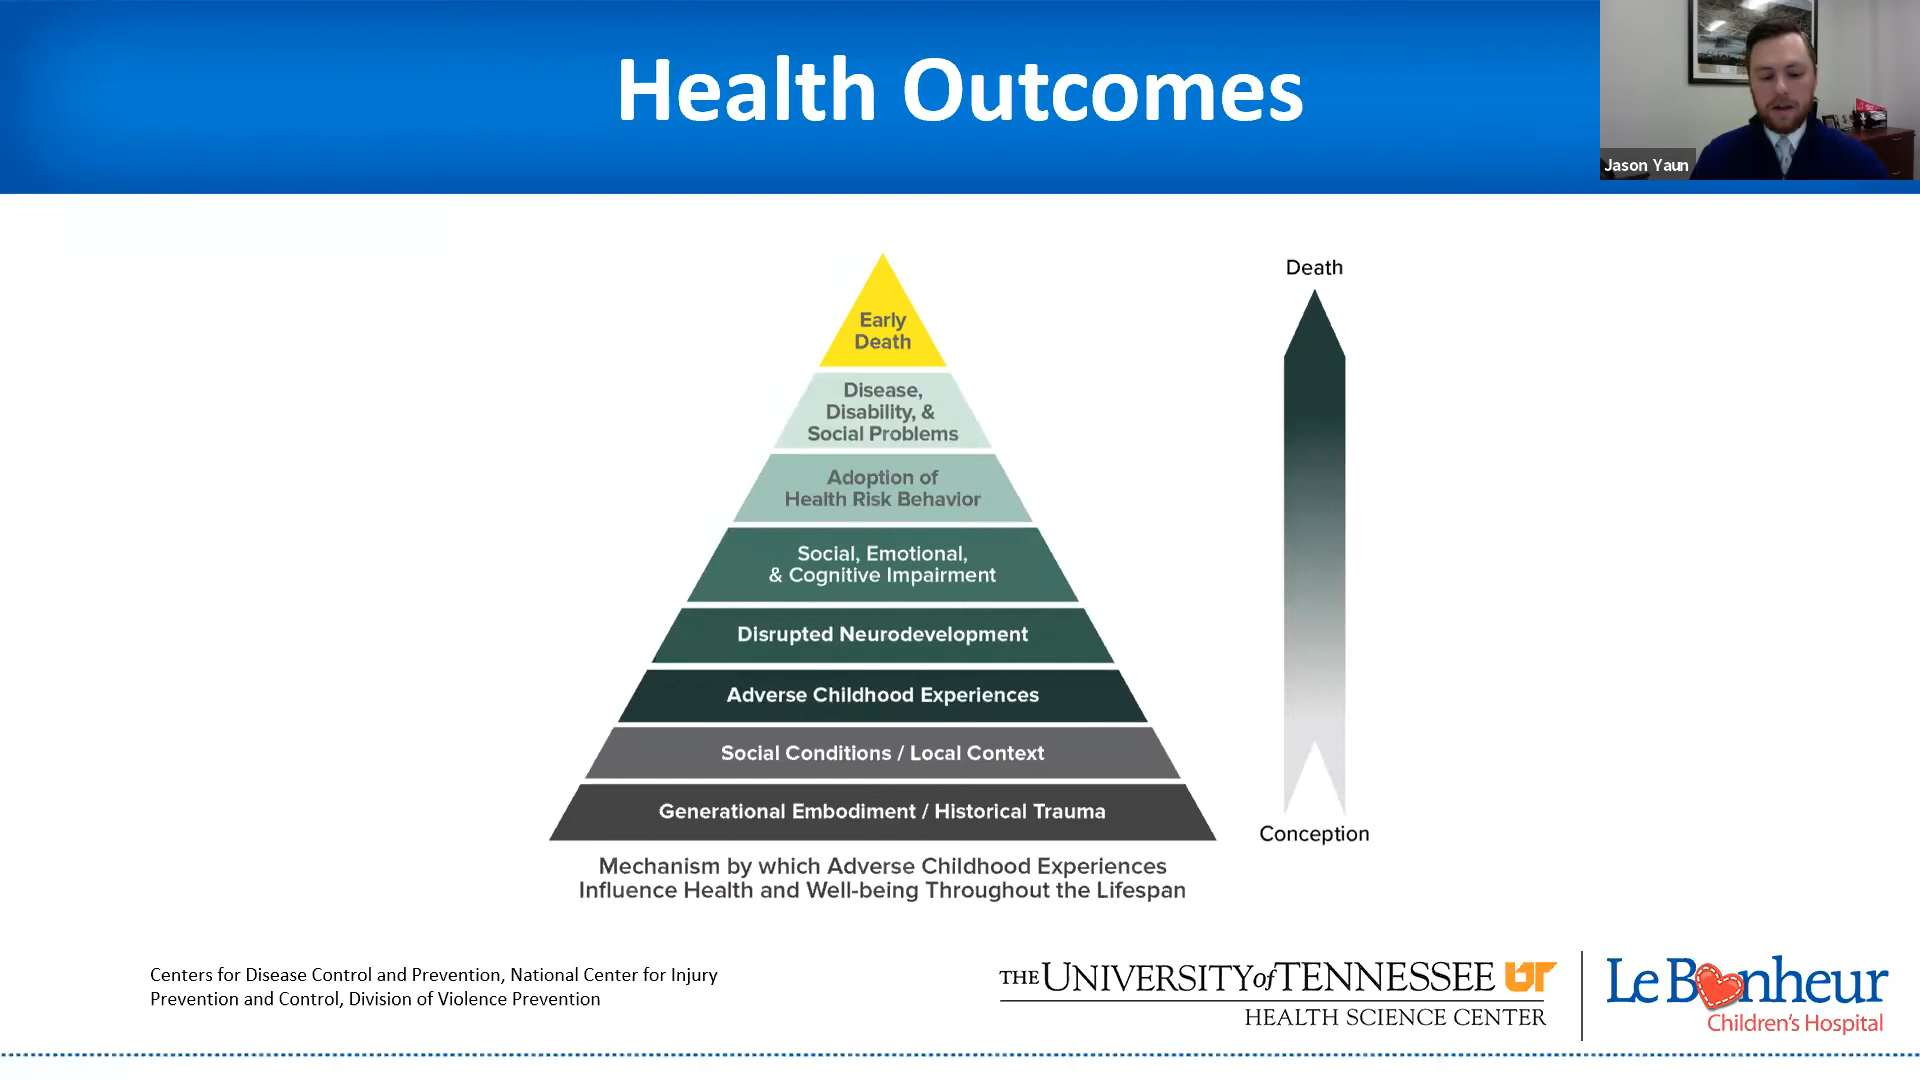 Health Outcomes
Jason Yaun
Death
Early
Death
Disease,
Disability, &
Social Problems
Adoption of
Health Risk Behavior
Social, Emotional,
& Cognitive Impairment
Disrupted Neurodevelopment
Adverse Childhood Experiences
Social Conditions / Local Context
Generational Embodiment / Historical Trauma
Conception
Mechanism by which Adverse Childhood Experiences
Influence Health and Well-being Throughout the Lifespan
Centers for Disease Control and Prevention, National Center for Injury
Prevention and Control, Division of Violence Prevention
THE UNIVERSITY of TENNESSEE UT
HEALTH SCIENCE CENTER
Le Bonheur
Children's Hospital